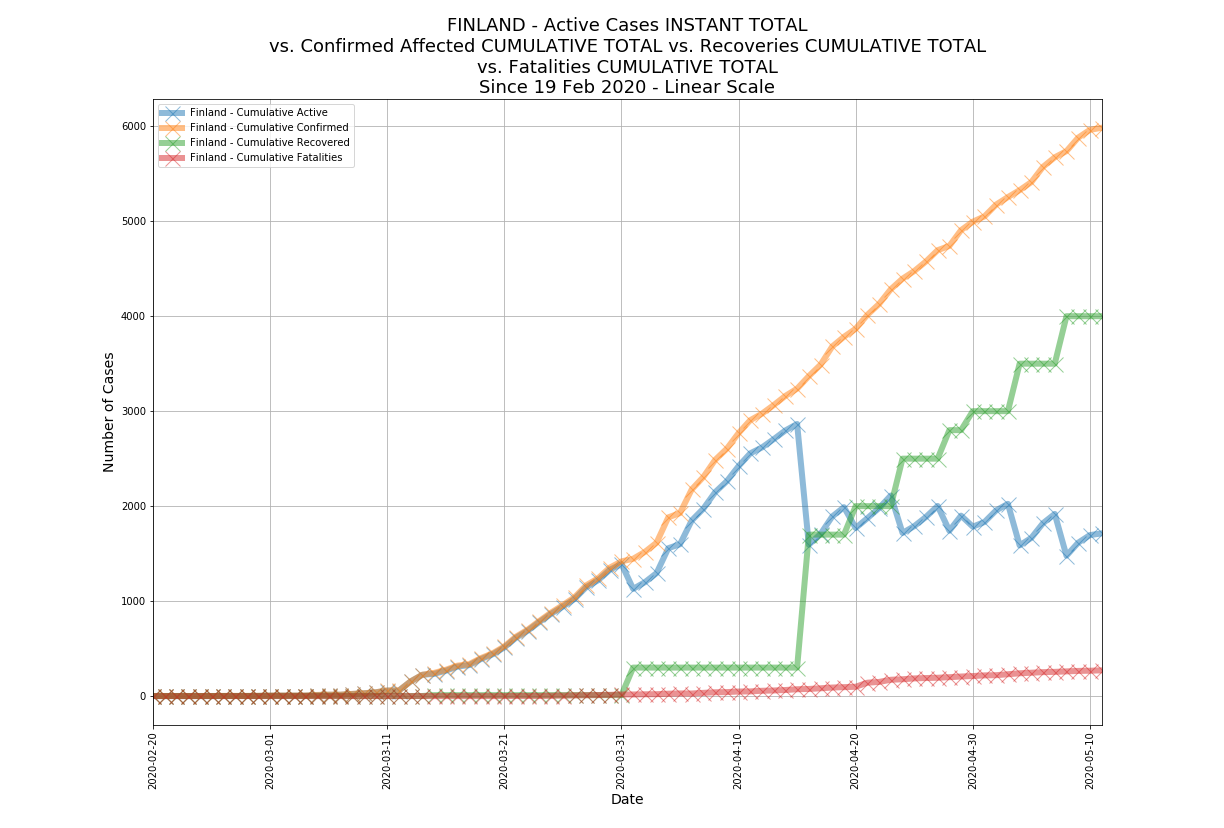 FINLAND - Active Cases INSTANT TOTAL
vs. Confirmed Affected CUMULATIVE TOTAL vs. Recoveries CUMULATIVE TOTAL
vs. Fatalities CUMULATIVE TOTAL
Since 19 Feb 2020 - Linear Scale
Finland - Cumulative Active
Finland - Cumulative Confirmed
Finland - Cumulative Recovered
Finland - Cumulative Fatalities
Number of Cases
6000
5000
4000
3000
2000
1000
0
2020-02-20
2020-03-01
2020-03-11
2020-03-21
2020-03-31
2020-04-10
2020-04-20
2020-04-30
2020-05-10
Date